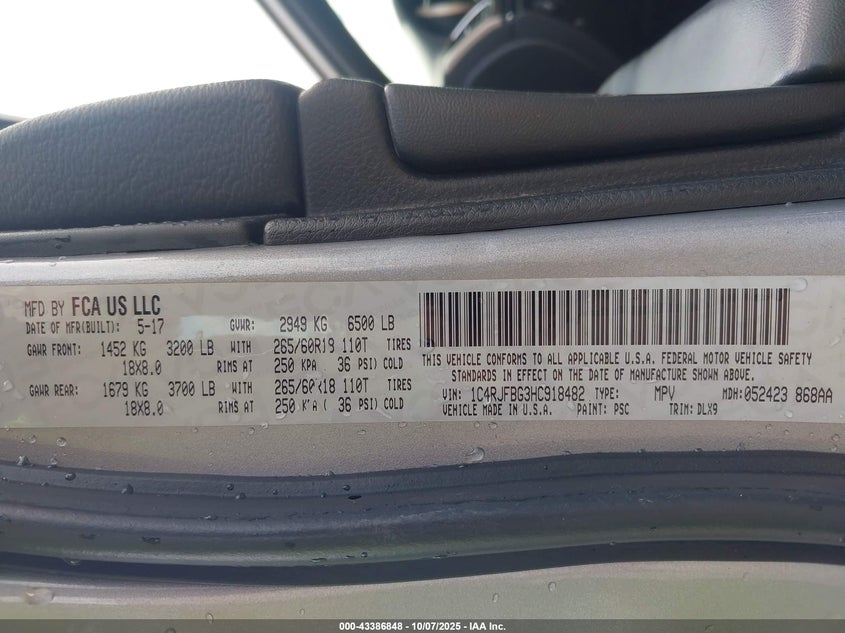 MFD BY FCA US LLC
DATE OF MFR(BUILT): 5-17 GVWR: 2949 KG 6500 LB
GAWR FRONT: 1452 KG 3200 LB WITH 265/60R19 110T TIRES
18X8.0 RIMS AT 250 KPA ( 36 PSI) COLD
GAWR REAR: 1679 KG 3700 LB WITH 265/60R18 110T TIRES
18X8.0 RIMS AT 250 K'A ( 36 PSI) COLD
THIS VEHICLE CONFORMS TO ALL APPLICABLE U.S.A. FEDERAL MOTOR VEHICLE SAFETY
STANDARDS IN EFFECT ON THE DATE OF MANUFACTURE SHOWN ABOVE.
VIN: 1C4RJFBG3HC918482 TYPE: MPV MDH: 052423 868AA
VEHICLE MADE IN U.S.A. PAINT: PSC TRIM: DLX9
000-43386848 - 10/07/2025 - IAA Inc.